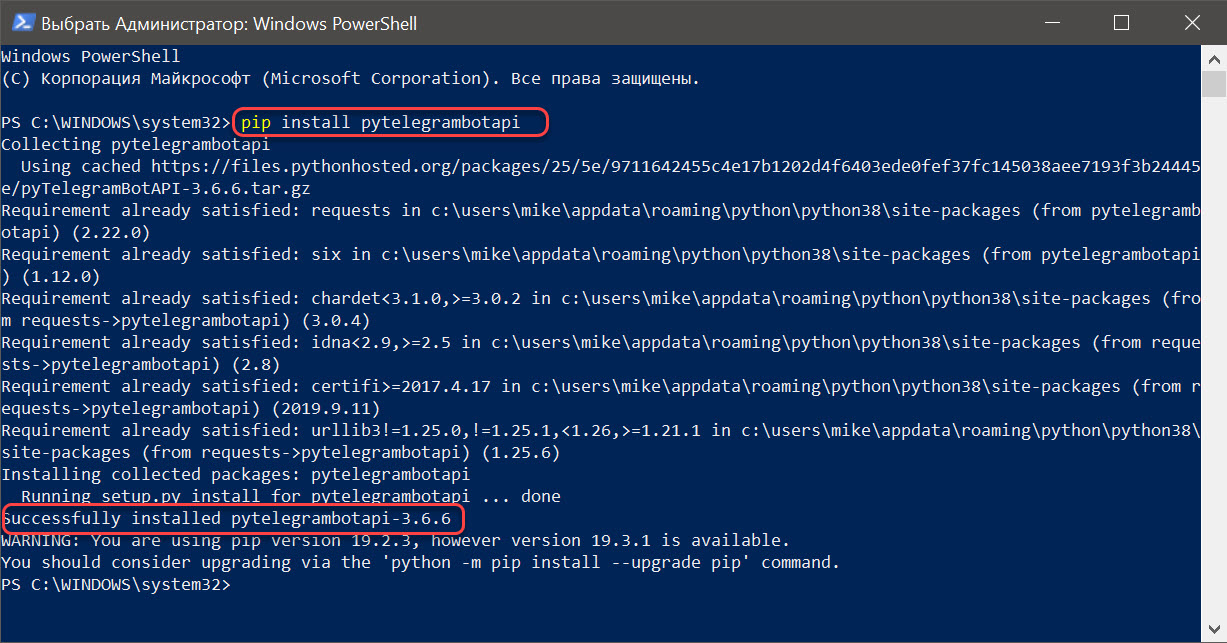 Выбрать Администратор: Windows PowerShell
Windows PowerShell
(C) Корпорация Майкрософт (Microsoft Corporation). Все права защищены.
PS C:\WINDOWS\system32> pip install pytelegrambotapi
Collecting pytelegrambotapi
  Using cached https://files.pythonhosted.org/packages/25/5e/9711642455c4e17b1202d4f6403ede0fef37fc145038aee7193f3b24445
e/pyTelegramBotAPI-3.6.6.tar.gz
Requirement already satisfied: requests in c:\users\mike\appdata\roaming\python\python38\site-packages (from pytelegramb
otapi) (2.22.0)
Requirement already satisfied: six in c:\users\mike\appdata\roaming\python\python38\site-packages (from pytelegrambotapi
) (1.12.0)
Requirement already satisfied: chardet<3.1.0,>=3.0.2 in c:\users\mike\appdata\roaming\python\python38\site-packages (fro
m requests->pytelegrambotapi) (3.0.4)
Requirement already satisfied: idna<2.9,>=2.5 in c:\users\mike\appdata\roaming\python\python38\site-packages (from reque
sts->pytelegrambotapi) (2.8)
Requirement already satisfied: certifi>=2017.4.17 in c:\users\mike\appdata\roaming\python\python38\site-packages (from r
equests->pytelegrambotapi) (2019.9.11)
Requirement already satisfied: urllib3!=1.25.0,!=1.25.1,<1.26,>=1.21.1 in c:\users\mike\appdata\roaming\python\python38\
site-packages (from requests->pytelegrambotapi) (1.25.6)
Installing collected packages: pytelegrambotapi
  Running setup.py install for pytelegrambotapi ... done
Successfully installed pytelegrambotapi-3.6.6
WARNING: You are using pip version 19.2.3, however version 19.3.1 is available.
You should consider upgrading via the 'python -m pip install --upgrade pip' command.
PS C:\WINDOWS\system32>